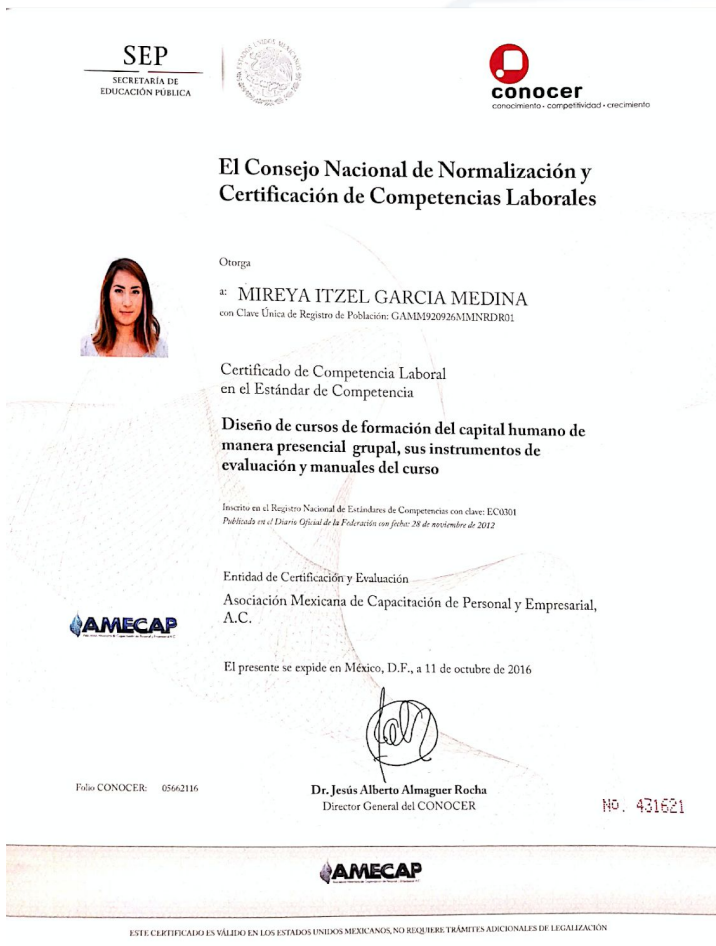 SEP
SECRETARÍA DE
EDUCACIÓN PÚBLICA
ESTADOS UNIDOS MEXICANOS
conocer
conocimiento • competitividad • crecimiento
El Consejo Nacional de Normalización y
Certificación de Competencias Laborales
Otorga
a: MIREYA ITZEL GARCIA MEDINA
con Clave Única de Registro de Población: GAMM920926MMNRDR01
Certificado de Competencia Laboral
en el Estándar de Competencia
Diseño de cursos de formación del capital humano de
manera presencial grupal, sus instrumentos de
evaluación y manuales del curso
Inscrito en el Registro Nacional de Estándares de Competencias con clave: EC0301
Publicado en el Diario Oficial de la Federación con fecha: 28 de noviembre de 2012
Entidad de Certificación y Evaluación
Asociación Mexicana de Capacitación de Personal y Empresarial,
A.C.
AMECAP
El presente se expide en México, D.F., a 11 de octubre de 2016
Folio CONOCER: 05662116
Dr. Jesús Alberto Almaguer Rocha
Director General del CONOCER
Nº. 431621
AMECAP
ESTE CERTIFICADO ES VÁLIDO EN LOS ESTADOS UNIDOS MEXICANOS, NO REQUIERE TRÁMITES ADICIONALES DE LEGALIZACIÓN